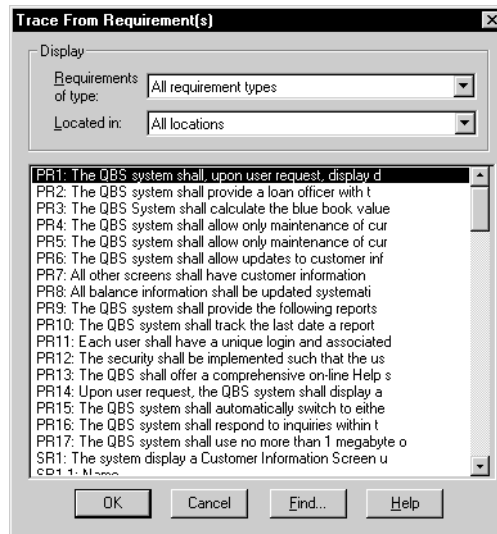 Trace From Requirement(s)
Display
Requirements of type:
All requirement types
Located in:
All locations
PR1: The QBS system shall, upon user request, display d
PR2: The QBS system shall provide a loan officer with t
PR3: The QBS System shall calculate the blue book value
PR4: The QBS system shall allow only maintenance of cur
PR5: The QBS system shall allow only maintenance of cur
PR6: The QBS system shall allow updates to customer inf
PR7: All other screens shall have customer information
PR8: All balance information shall be updated systemati
PR9: The QBS system shall provide the following reports
PR10: The QBS system shall track the last date a report
PR11: Each user shall have a unique login and associated
PR12: The security shall be implemented such that the us
PR13: The QBS shall offer a comprehensive on-line Help s
PR14: Upon user request, the QBS system shall display a
PR15: The QBS system shall automatically switch to eithe
PR16: The QBS system shall respond to inquiries within t
PR17: The QBS system shall use no more than 1 megabyte o
SR1: The system display a Customer Information Screen u
SR1.1: Name
OK
Cancel
Find...
Help